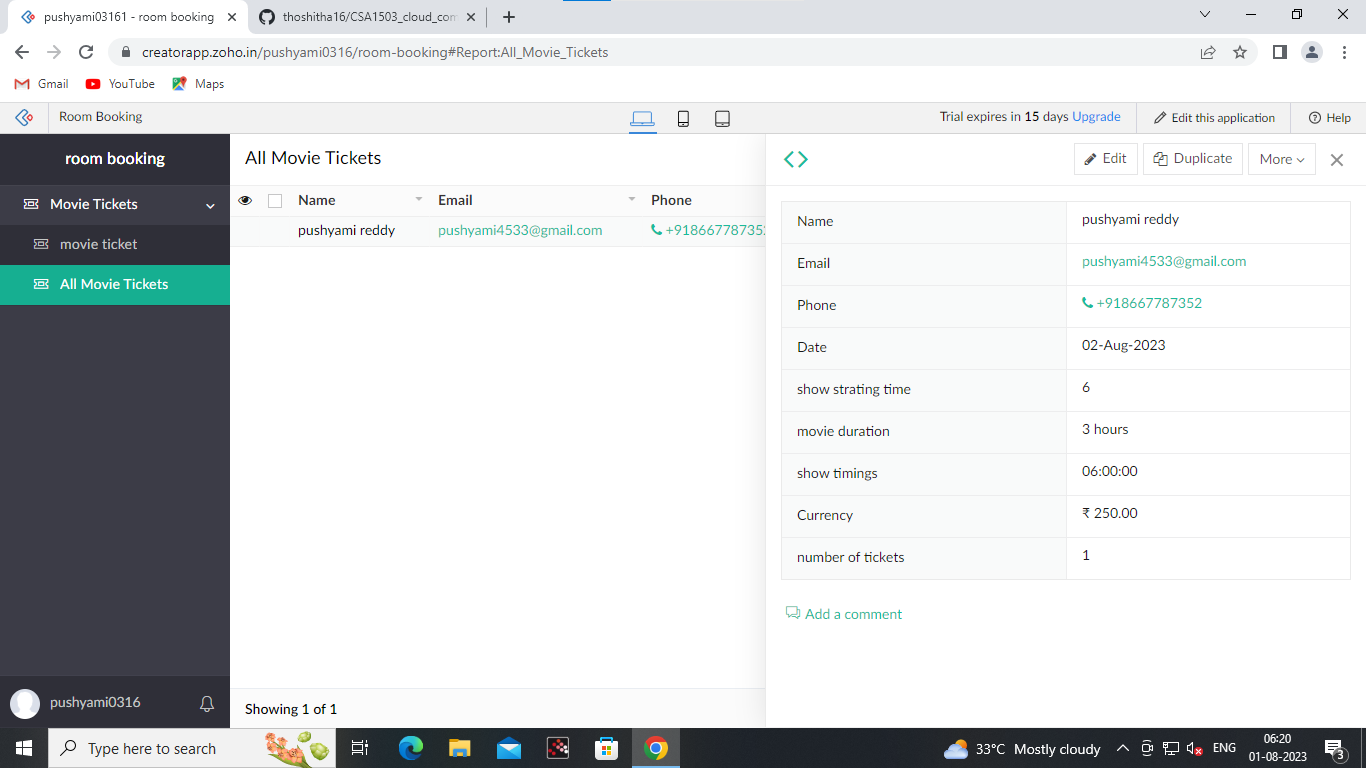 pushyami03161 - room booking
thoshitha16/CSA1503_cloud_com
creatorapp.zoho.in/pushyami0316/room-booking#Report:All_Movie_Tickets
Gmail YouTube Maps
Room Booking
Trial expires in 15 days Upgrade
Edit this application
Help
room booking
Movie Tickets
movie ticket
All Movie Tickets
pushyami0316
All Movie Tickets
Name Email Phone
pushyami reddy pushyami4533@gmail.com +91866778735
Showing 1 of 1
Edit Duplicate More
Name pushyami reddy
Email pushyami4533@gmail.com
Phone +918667787352
Date 02-Aug-2023
show strating time 6
movie duration 3 hours
show timings 06:00:00
Currency ₹ 250.00
number of tickets 1
Add a comment
Type here to search
33°C Mostly cloudy
ENG
06:20
01-08-2023
3